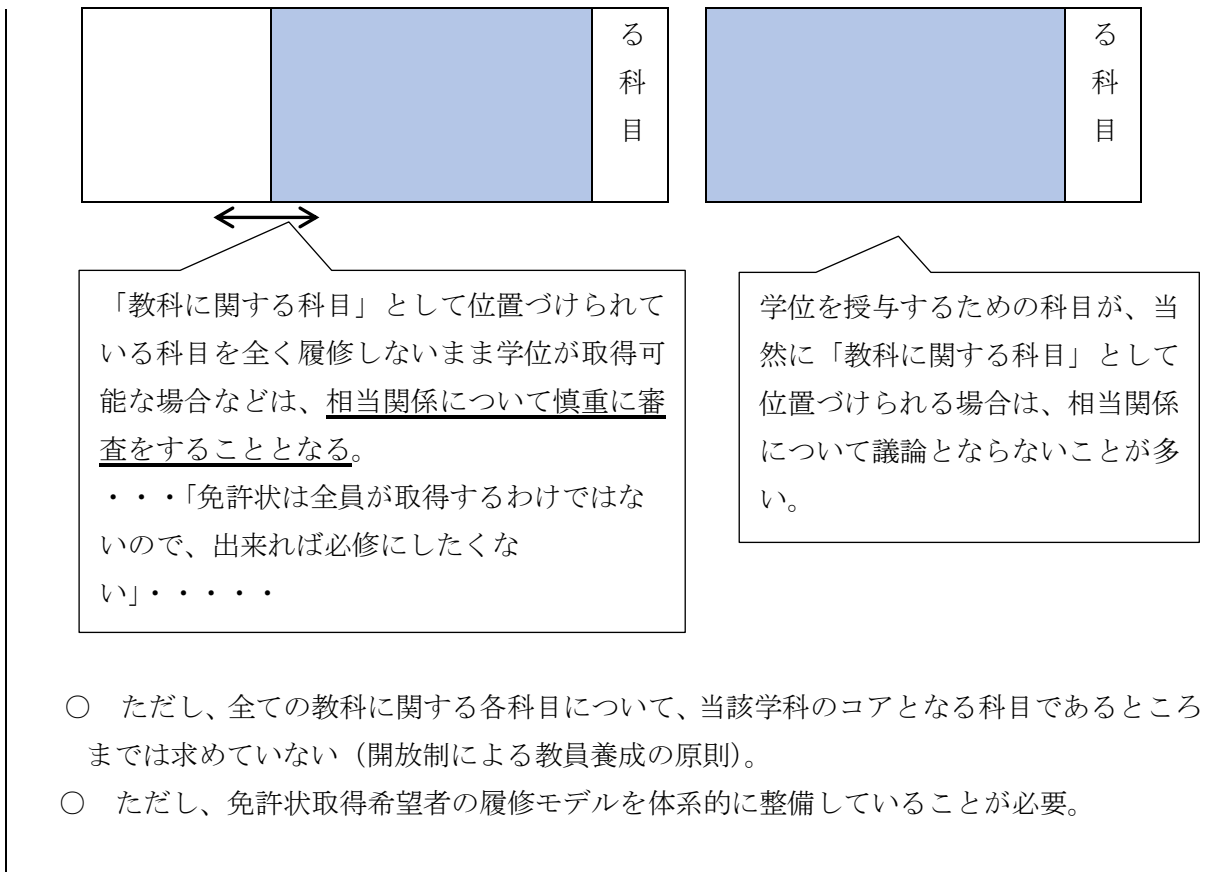 る
科
目
る
科
目
「教科に関する科目」として位置づけられて
いる科目を全く履修しないまま学位が取得可
能な場合などは、相当関係について慎重に審
査をすることとなる。
・・・「免許状は全員が取得するわけではな
いので、出来れば必修にしたくな
い」・・・・・
学位を授与するための科目が、当
然に「教科に関する科目」として
位置づけられる場合は、相当関係
について議論とならないことが多
い。
○　ただし、全ての教科に関する各科目について、当該学科のコアとなる科目であるところ
までは求めていない（開放制による教員養成の原則）。
○　ただし、免許状取得希望者の履修モデルを体系的に整備していることが必要。